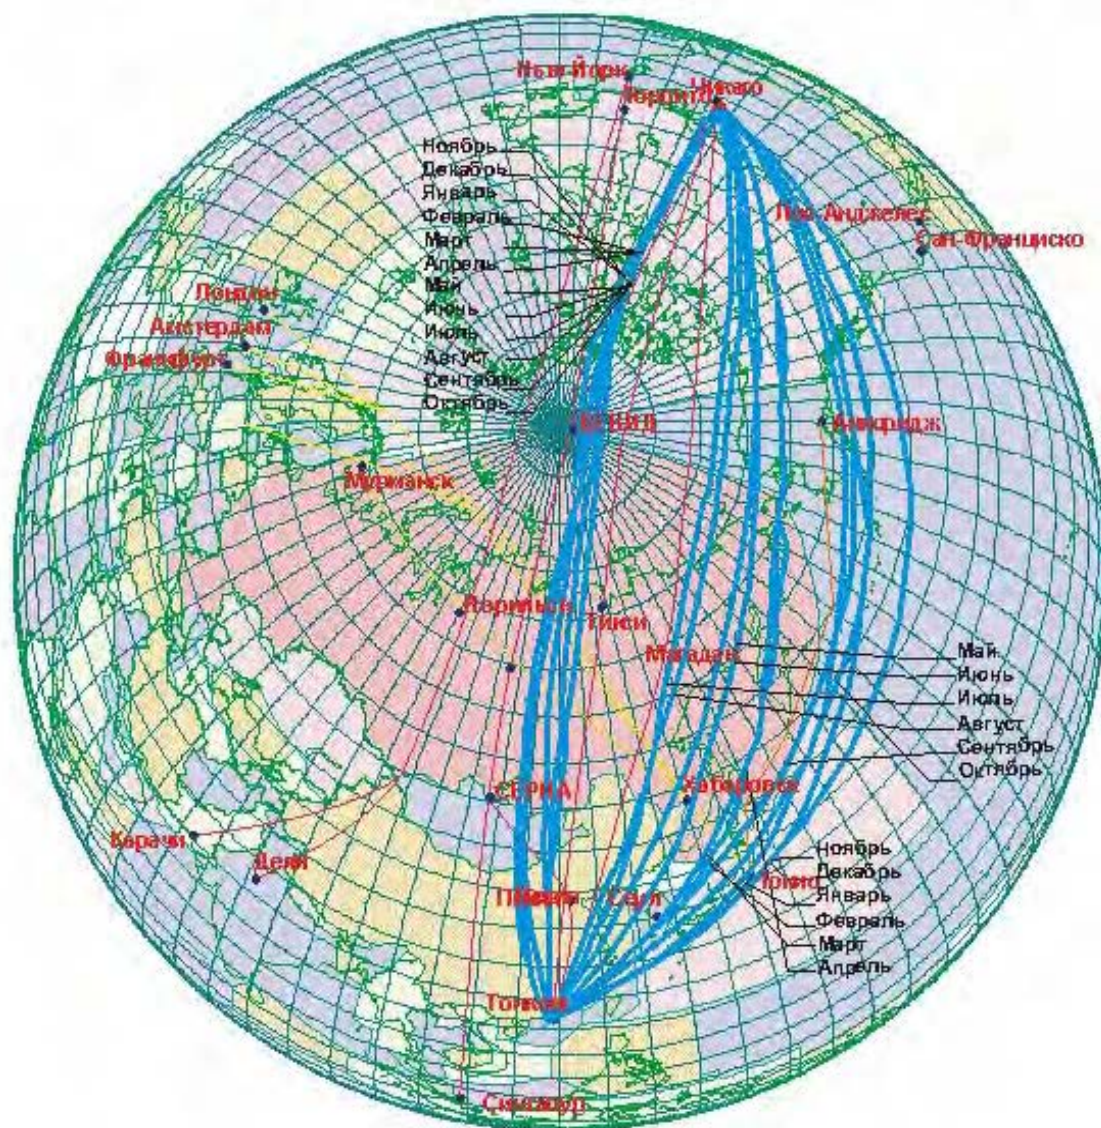 Нью-Йорк
Торонто
Чикаго
Ноябрь
Декабрь
Январь
Февраль
Март
Апрель
Май
Июнь
Июль
Август
Сентябрь
Октябрь
Лос-Анджелес
Сан-Франциско
Лондон
Амстердам
Франкфурт
Анкоридж
Мурманск
Норильск
Тикси
Магадан
Май
Июнь
Июль
Август
Сентябрь
Октябрь
СЕРНА
Хабаровск
Карачи
Дели
Сеул
Токио
Ноябрь
Декабрь
Январь
Февраль
Март
Апрель
Сингапур